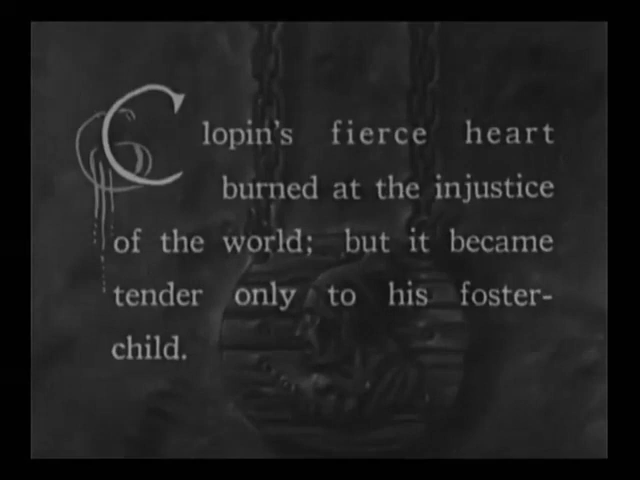 Clopin's fierce heart
burned at the injustice
of the world; but it became
tender only to his foster-
child.